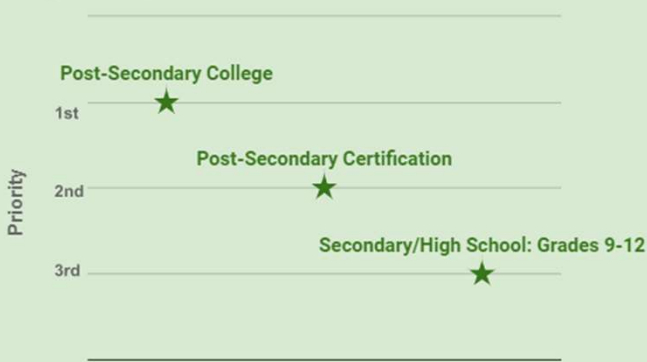 Post-Secondary College
1st
Post-Secondary Certification
2nd
Priority
Secondary/High School: Grades 9-12
3rd